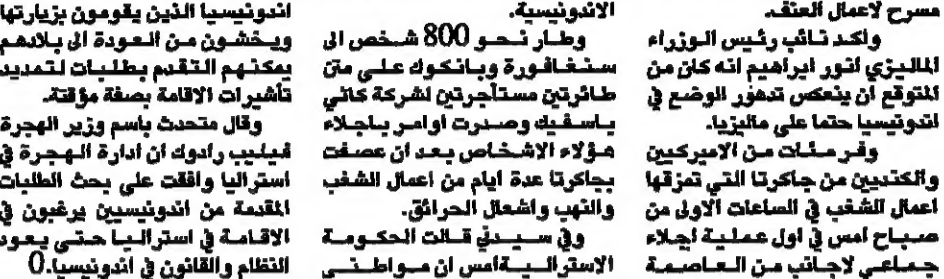 مسرح لاعمال العنف.
واكد نائب رئيس الوزراء
الماليزي انور ابراهيم انه كان من
المتوقع ان ينعكس تدهور الوضع في
اندونيسيا حتما على ماليزيا.
وفر مئات من الاميركيين
والكنديين من جاكرتا التي تمزقها
اعمال الشغب في الساعات الاولى من
صباح امس في اول عملية اجلاء
جماعي لاجانب من العاصمة
الاندونيسية.
وطار نحو 800 شخص الى
سنغافورة وبانكوك على متن
طائرتين مستأجرتين لشركة كاثي
باسفيك وصدرت اوامر باجلاء
هؤلاء الاشخاص بعد ان عصفت
بجاكرتا عدة ايام من اعمال الشغب
والنهب واشعال الحرائق.
وفي سيدني قالت الحكومة
الاسترالية امس ان مواطني
اندونيسيا الذين يقومون بزيارتها
ويخشون من العودة الى بلادهم
يمكنهم التقدم بطلبات لتمديد
تأشيرات الاقامة بصفة مؤقتة.
وقال متحدث باسم وزير الهجرة
فيليب رادوك ان ادارة الهجرة في
استراليا وافقت على بحث الطلبات
المقدمة من اندونيسيين يرغبون في
الاقامة في استراليا حتى يعود
النظام والقانون في اندونيسيا.0